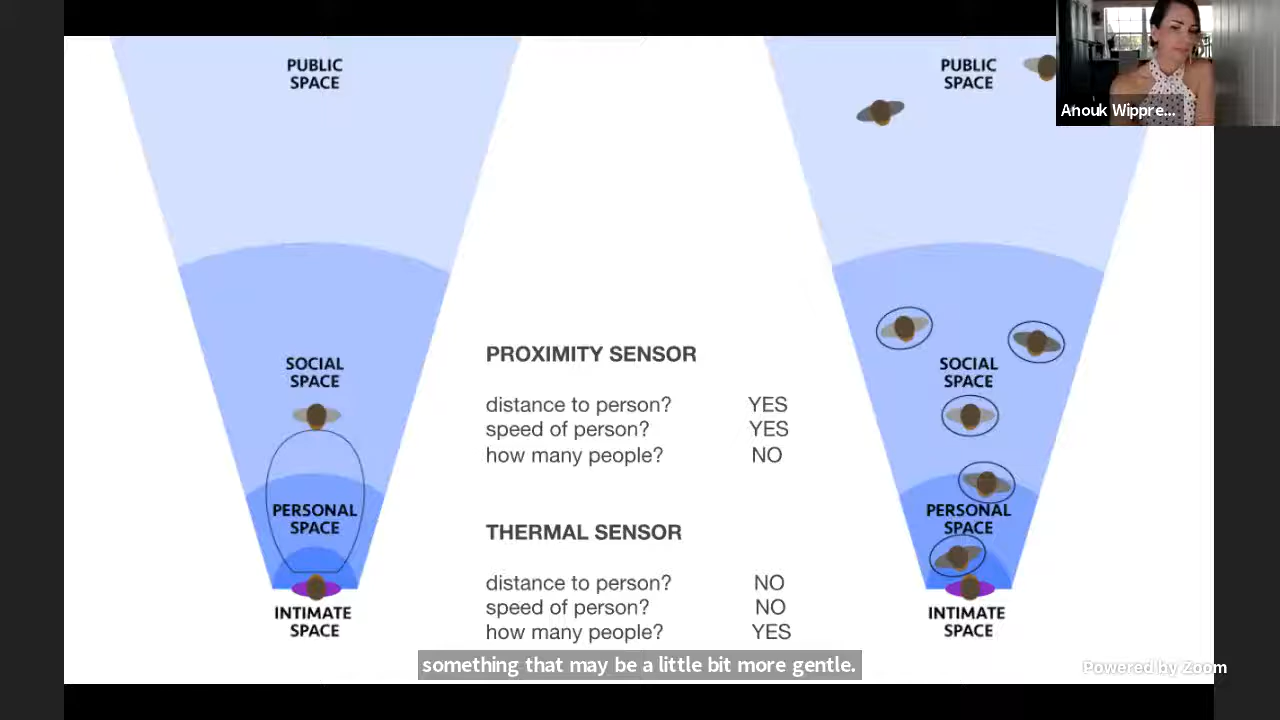 PUBLIC
SPACE
SOCIAL
SPACE
PERSONAL
SPACE
INTIMATE
SPACE
PROXIMITY SENSOR
distance to person? YES
speed of person? YES
how many people? NO
THERMAL SENSOR
distance to person? NO
speed of person? NO
how many people? YES
PUBLIC
SPACE
SOCIAL
SPACE
PERSONAL
SPACE
INTIMATE
SPACE
Anouk Wippre...
something that may be a little bit more gentle.
Powered by Zoom